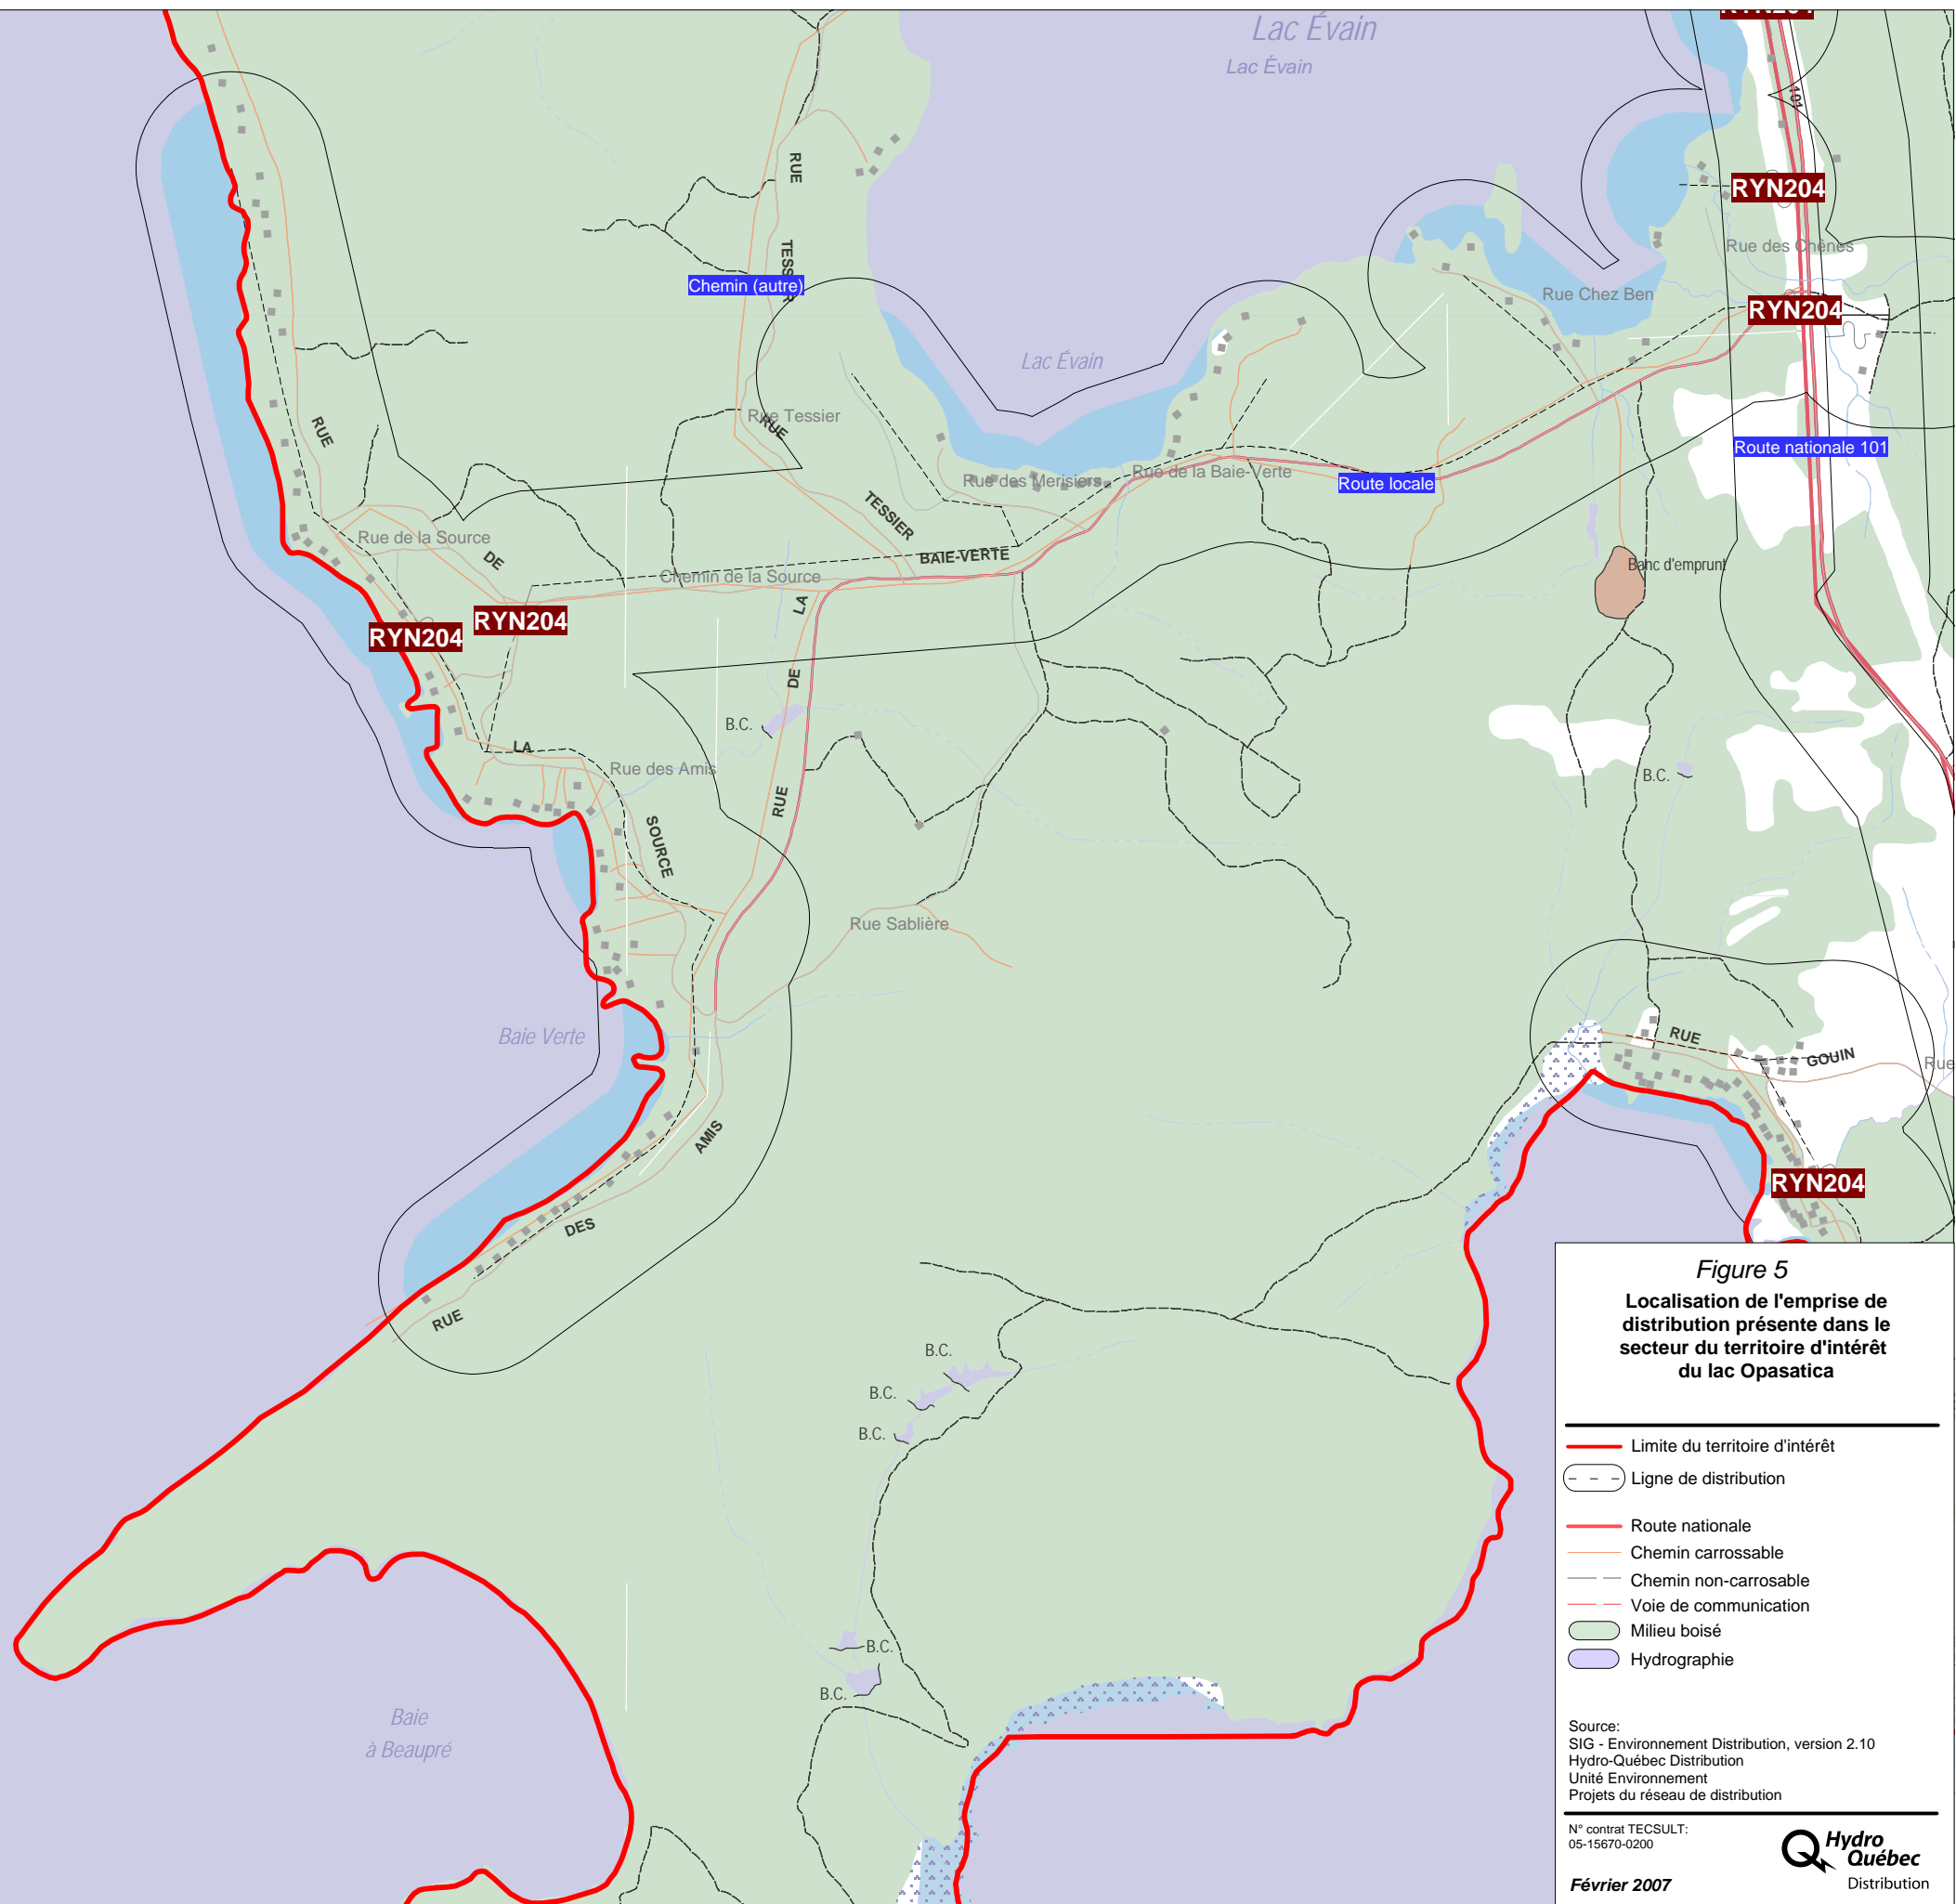 Lac Évain
Lac Évain
101
RYN204
RUE
Rue des Chênes
TESSIER
Chemin (autre)
Rue Chez Ben
RYN204
Lac Évain
Rue Tessier
RUE
RUE
Route nationale 101
Rue de la Baie-Verte
Rue des Merisiers
Route locale
TESSIER
Rue de la Source
DE
BAIE-VERTE
Banc d'emprunt
Chemin de la Source
LA
RYN204
RYN204
DE
B.C.
LA
Rue des Amis
B.C.
RUE
SOURCE
Rue Sablière
Baie Verte
RUE
GOUIN
Rue
AMIS
RYN204
DES
RUE
B.C.
B.C.
B.C.
B.C.
B.C.
Baie
à Beaupré
Figure 5
Localisation de l'emprise de
distribution présente dans le
secteur du territoire d'intérêt
du lac Opasatica
Limite du territoire d'intérêt
Ligne de distribution
Route nationale
Chemin carrossable
Chemin non-carrosable
Voie de communication
Milieu boisé
Hydrographie
Source:
SIG - Environnement Distribution, version 2.10
Hydro-Québec Distribution
Unité Environnement
Projets du réseau de distribution
N° contrat TECSULT:
05-15670-0200
Hydro
Québec
Distribution
Février 2007